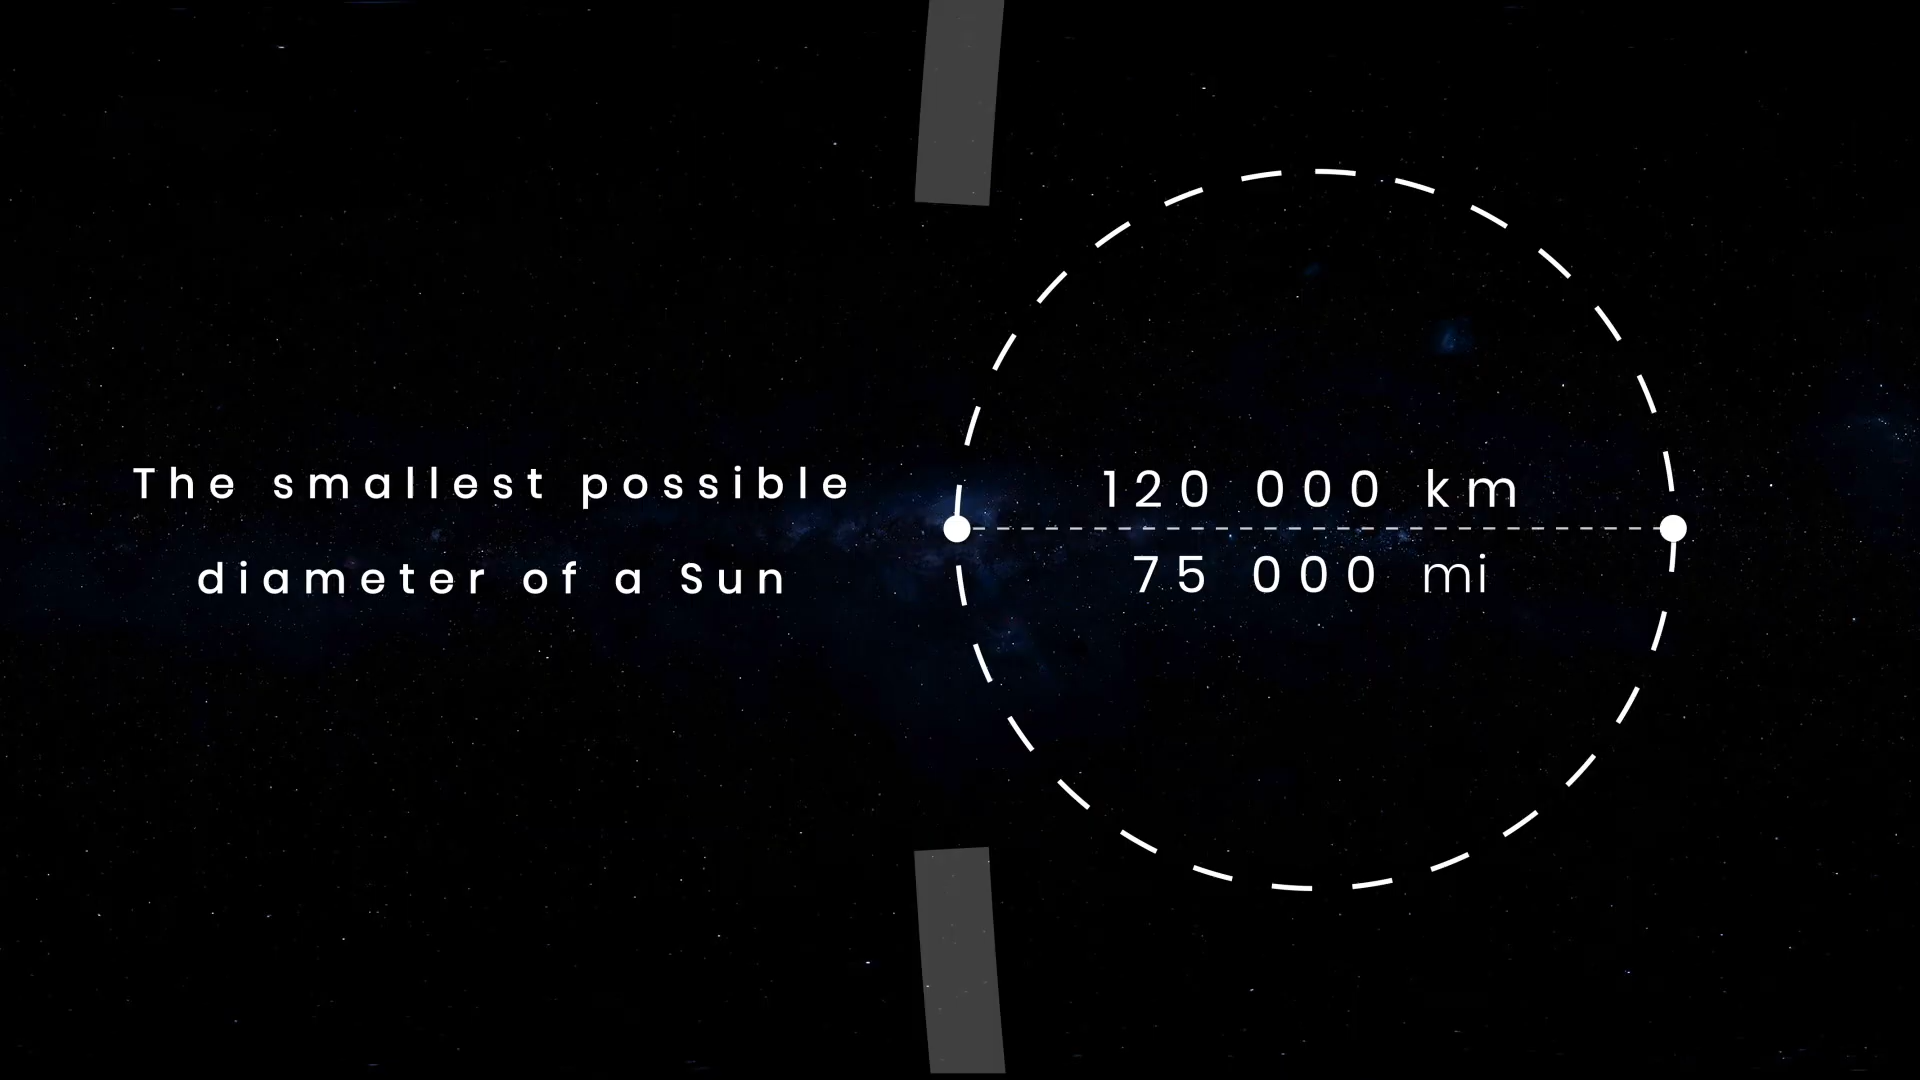 The smallest possible
diameter of a Sun
120 000 km
75 000 mi